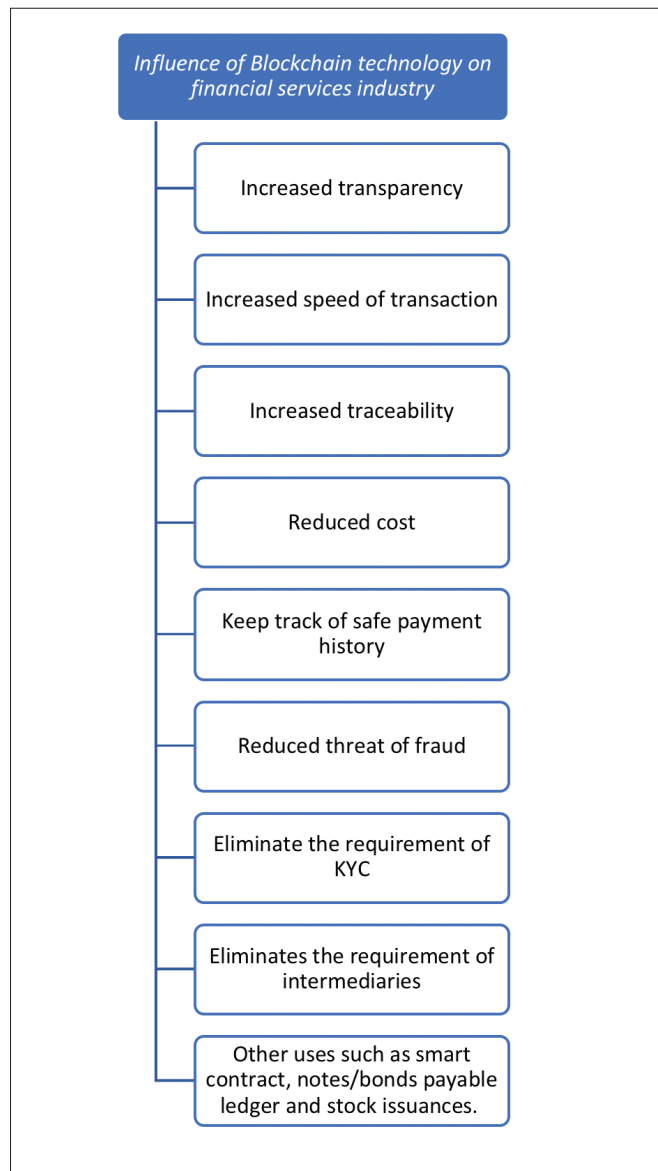 Influence of Blockchain technology on
financial services industry
Increased transparency
Increased speed of transaction
Increased traceability
Reduced cost
Keep track of safe payment
history
Reduced threat of fraud
Eliminate the requirement of
KYC
Eliminates the requirement of
intermediaries
Other uses such as smart
contract, notes/bonds payable
ledger and stock issuances.